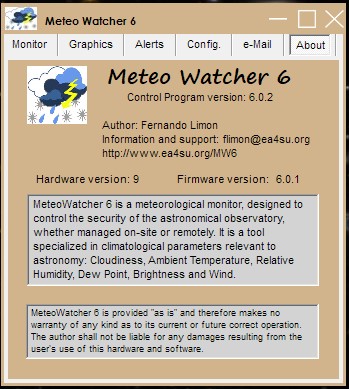 Meteo Watcher 6
Monitor Graphics Alerts Config. e-Mail About
Meteo Watcher 6
Control Program version: 6.0.2
Author: Fernando Limon
Information and support: flimon@ea4su.org
http://www.ea4su.org/MW6
Hardware version: 9 Firmware version: 6.0.1
MeteoWatcher 6 is a meteorological monitor, designed to
control the security of the astronomical observatory,
whether managed on-site or remotely. It is a tool
specialized in climatological parameters relevant to
astronomy: Cloudiness, Ambient Temperature, Relative
Humidity, Dew Point, Brightness and Wind.
MeteoWatcher 6 is provided "as is" and therefore makes no
warranty of any kind as to its current or future correct operation.
The author shall not be liable for any damages resulting from the
user's use of this hardware and software.